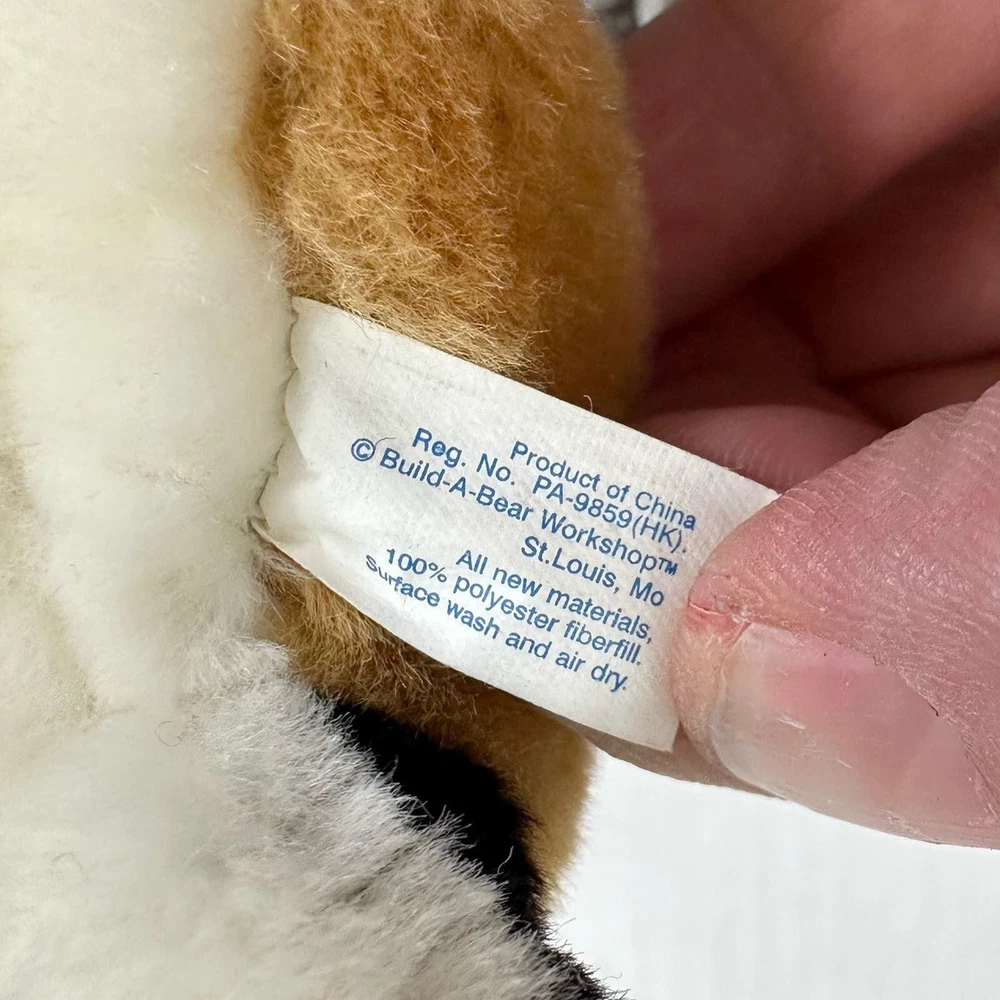 Product of China
Reg. No. PA-9859(HK).
© Build-A-Bear Workshop™
St.Louis, Mo
All new materials,
100% polyester fiberfill.
Surface wash and air dry.